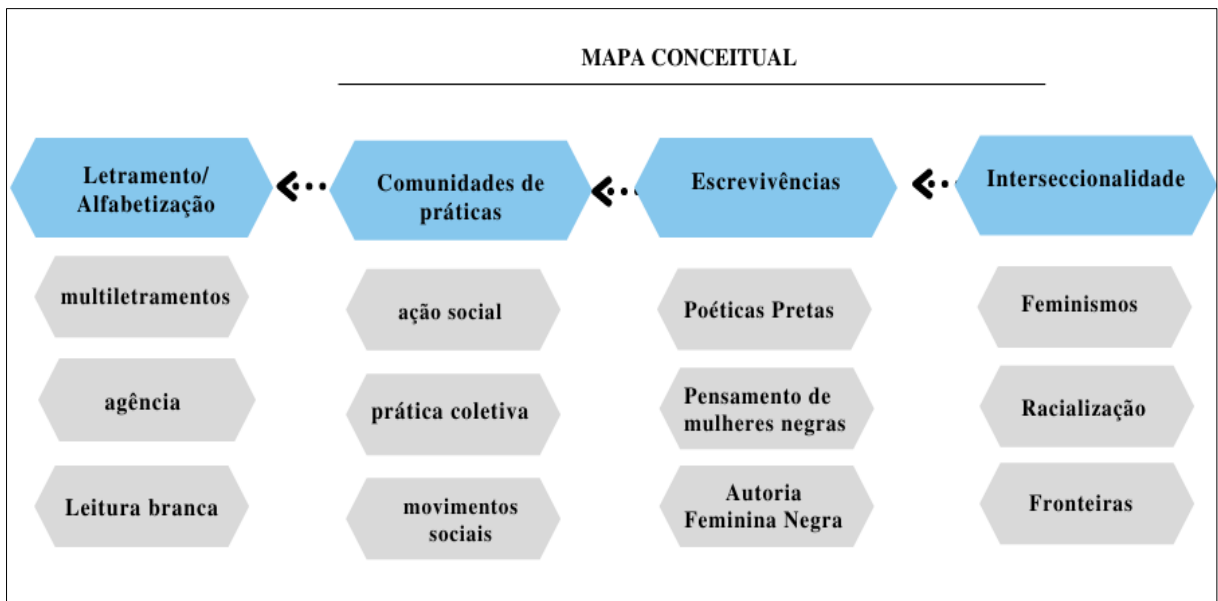 MAPA CONCEITUAL
Letramento/
Alfabetização
Comunidades de
práticas
Escrevivências
Interseccionalidade
multiletramentos
ação social
Poéticas Pretas
Feminismos
agência
prática coletiva
Pensamento de
mulheres negras
Racialização
Leitura branca
movimentos
sociais
Autoria
Feminina Negra
Fronteiras